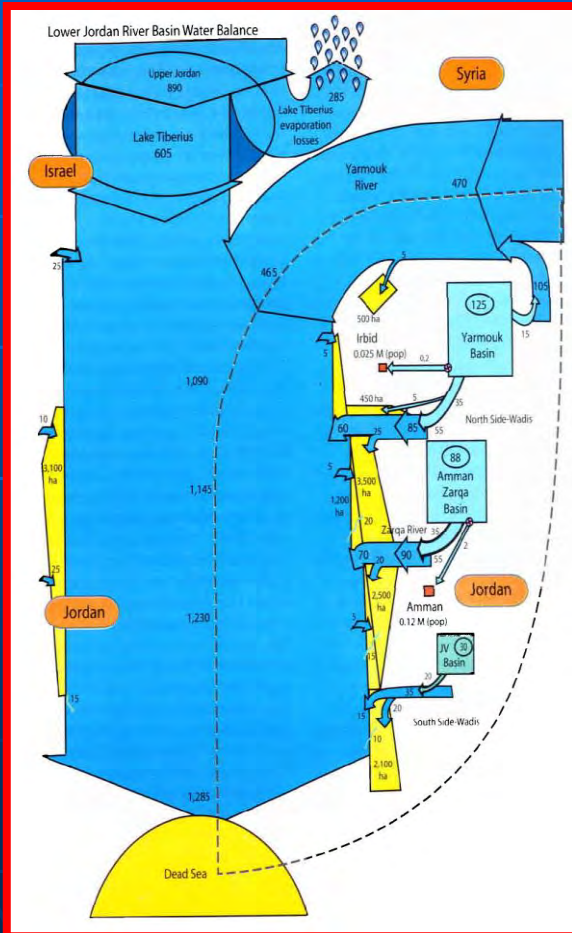 Lower Jordan River Basin Water Balance
Upper Jordan
890
285
Lake Tiberius
evaporation
losses
Syria
Lake Tiberius
605
Israel
Yarmouk
River
470
25
465
5
500 ha
105
15
125
Yarmouk
Basin
Irbid
0.025 M (pop)
0,2
5
1,090
450 ha
5
35
North Side-Wadis
60
25
85
55
10
3,100
ha
1,145
5
3,500
ha
1,200
ha
20
88
Amman
Zarqa
Basin
Zarqa River
35
55
2
70
20
90
25
Jordan
1,230
2,500
ha
5
15
Amman
0.12 M (pop)
Jordan
JV
Basin
30
20
35
15
15
20
South Side-Wadis
10
2,100
ha
1,285
Dead Sea